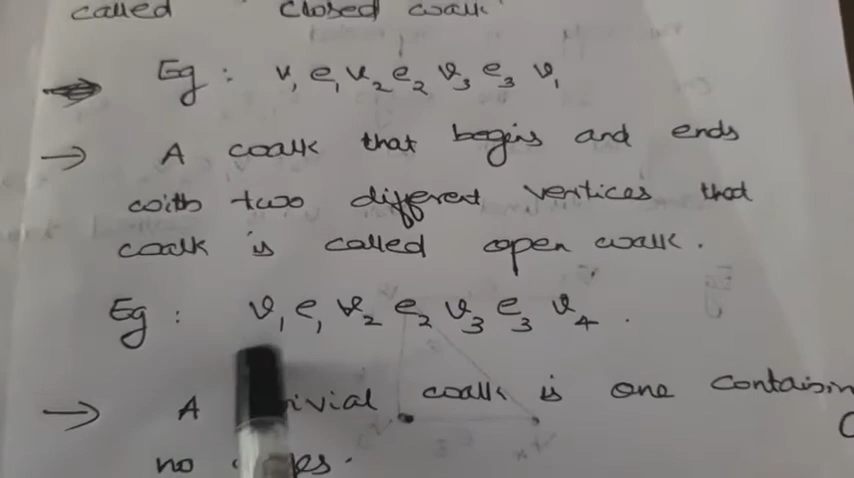 called closed walk
Eg : v₁ e₁ v₂ e₂ v₃ e₃ v₁
→ A walk that begins and ends
with two different vertices that
walk is called open walk.
Eg : v₁ e₁ v₂ e₂ v₃ e₃ v₄ .
→ A walk is one
no